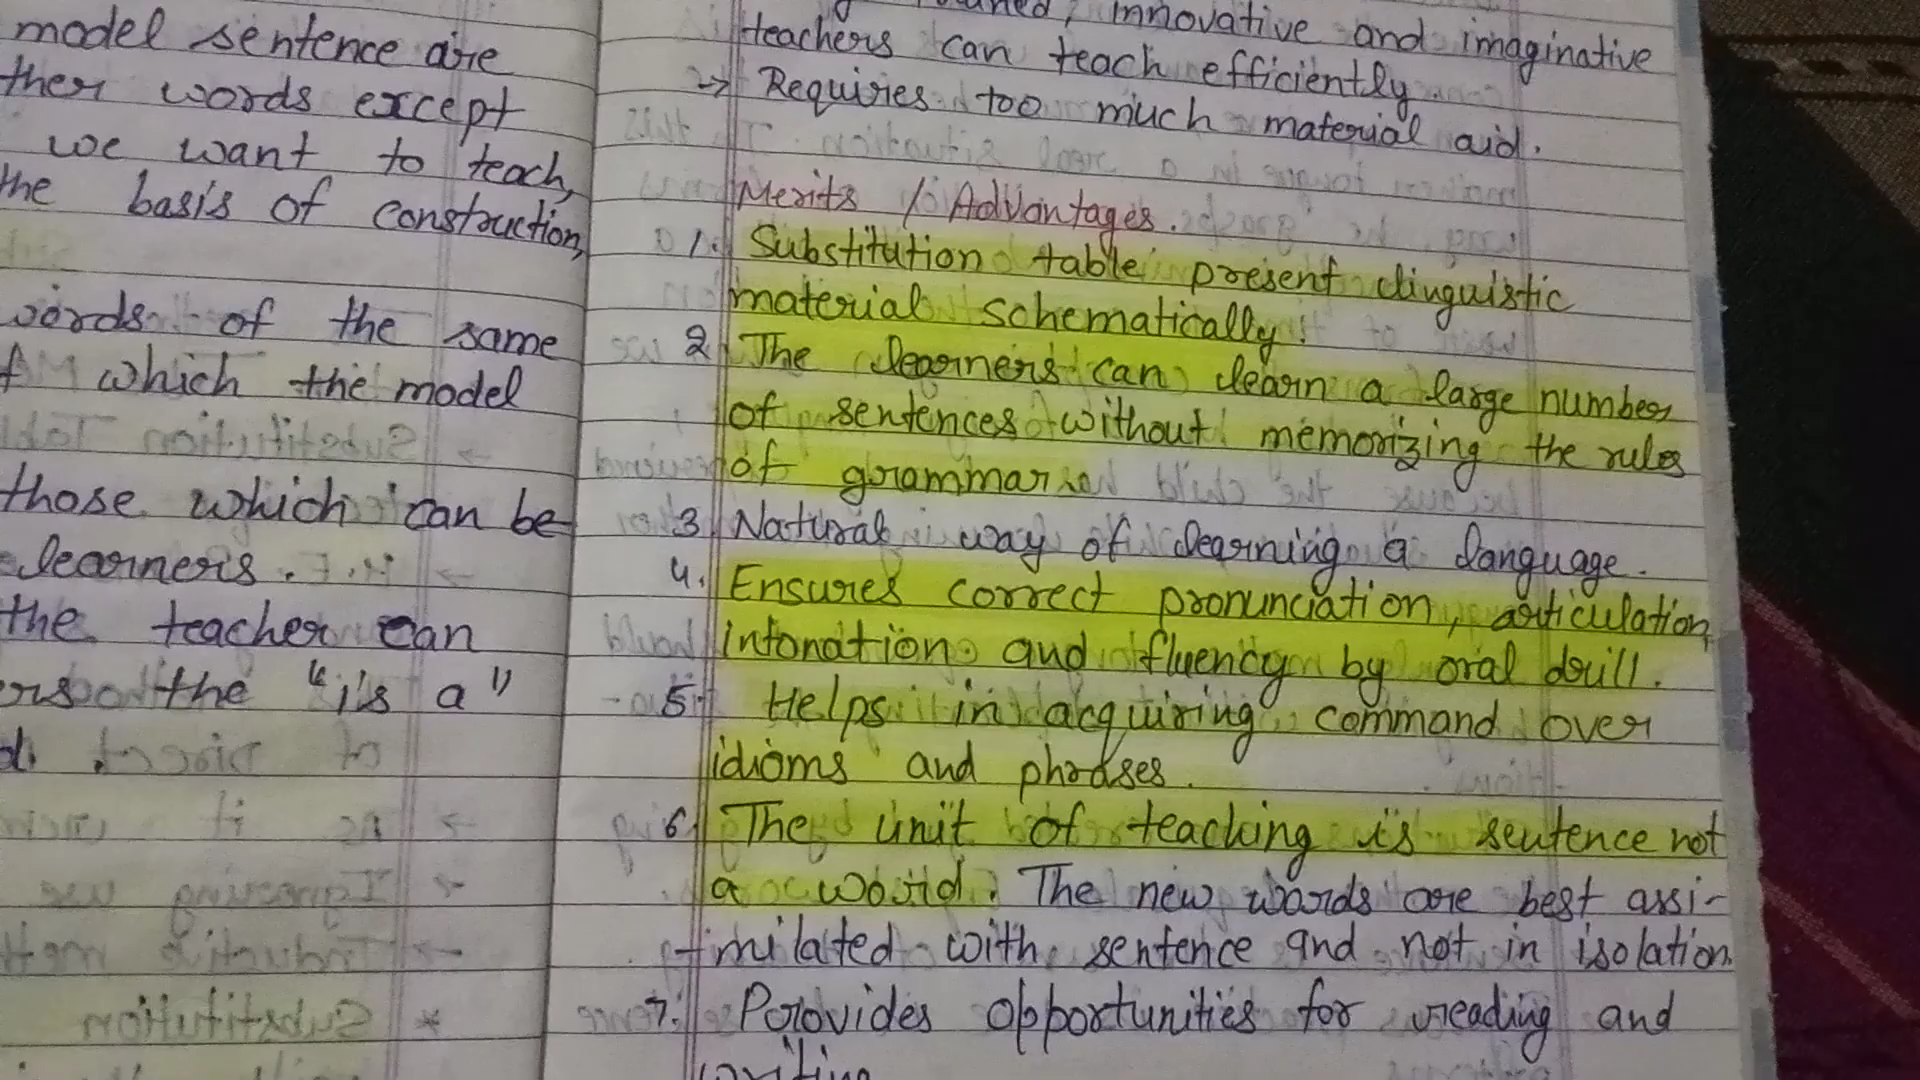 model sentence are
ther words except
we want to teach,
the basis of construction,
words of the same
f which the model
those which can be
learners.
the teacher can
ers the "is a"
innovative and imaginative
teachers can teach efficiently
→ Requires too much material aid.
Merits / Advantages.
1. Substitution table present linguistic
material schematically.
2. The learners can learn a large number
of sentences without memorizing the rules
of grammar
3. Natural way of learning a language.
4. Ensures correct pronunciation, articulation,
intonation and fluency by oral drill.
5. Helps in acquiring command over
idioms and phrases.
6. The unit of teaching is sentence not
a word. The new words are best assi-
-milated with sentence and not in isolation.
7. Provides opportunities for reading and
writing